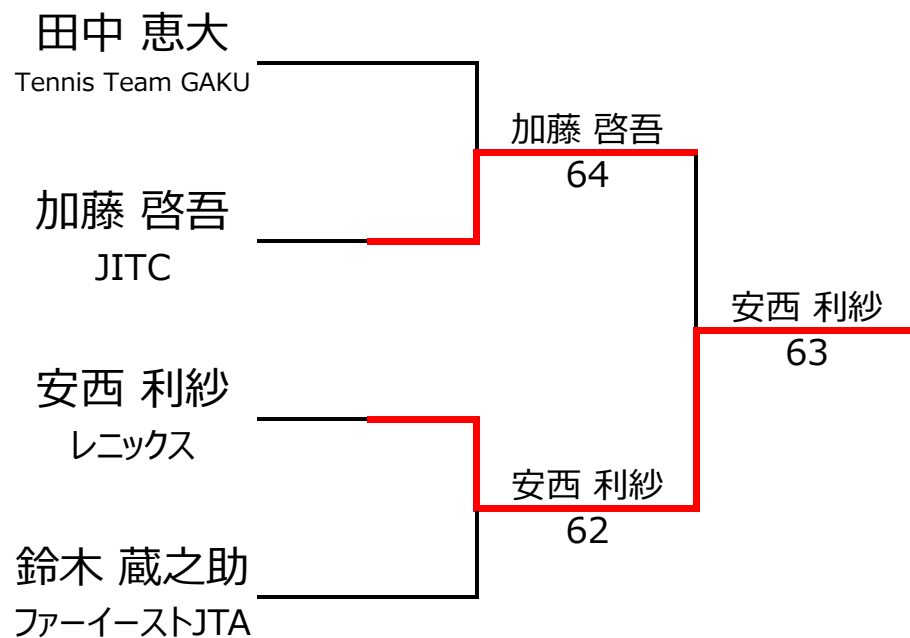 田中 恵大
Tennis Team GAKU
加藤 啓吾
64
加藤 啓吾
JITC
安西 利紗
63
安西 利紗
レニックス
安西 利紗
62
鈴木 蔵之助
ファーイーストJTA